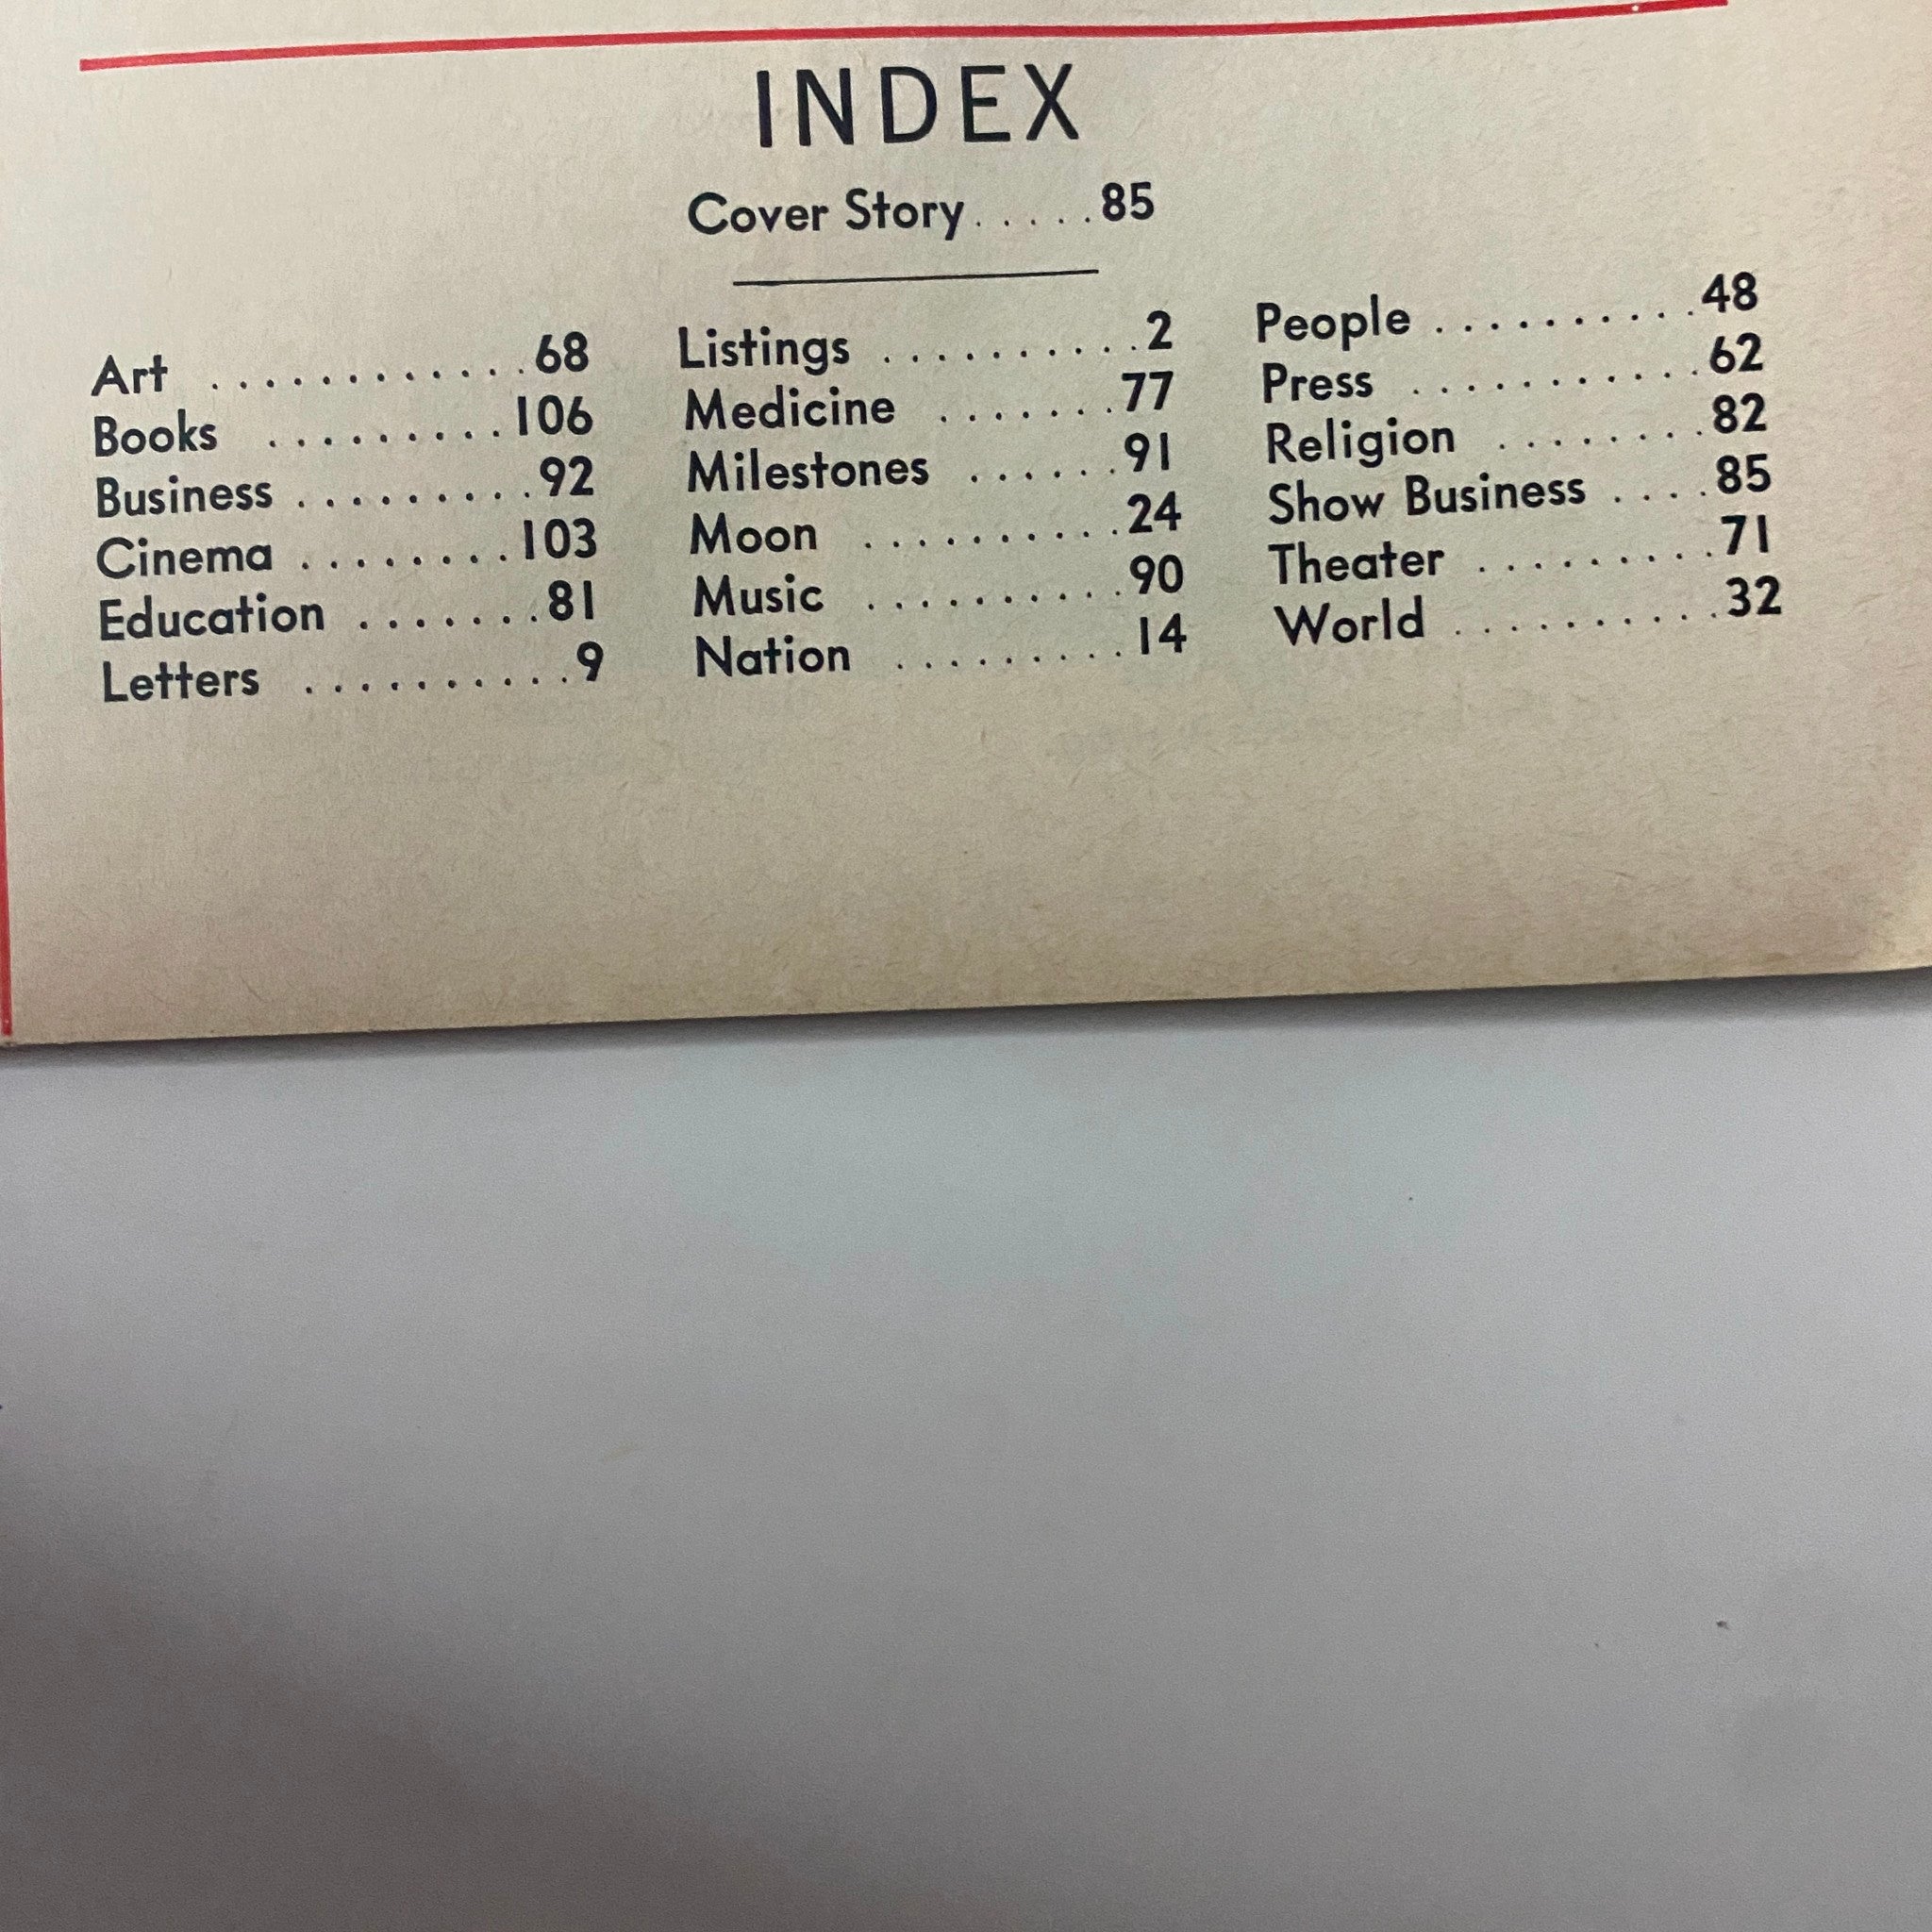 INDEX
Cover Story.....85
Art ............68
Books .........106
Business .........92
Cinema ........103
Education .......81
Letters ..........9
Listings ..........2
Medicine .......77
Milestones ......91
Moon ..........24
Music ..........90
Nation .........14
People ..........48
Press ...........62
Religion ........82
Show Business ....85
Theater .........71
World ..........32